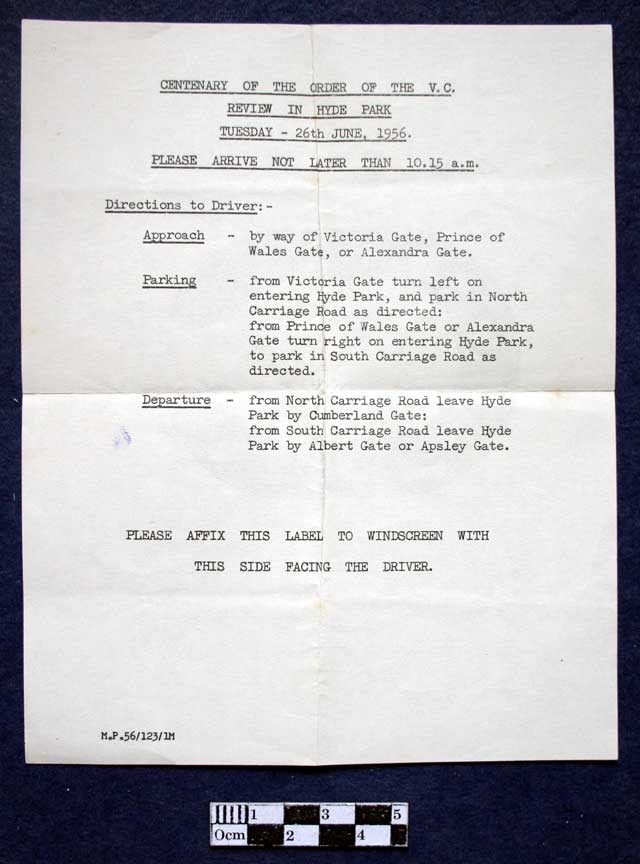 CENTENARY OF THE ORDER OF THE V.C.
REVIEW IN HYDE PARK
TUESDAY - 26th JUNE, 1956.
PLEASE ARRIVE NOT LATER THAN 10.15 a.m.
Directions to Driver:-
Approach - by way of Victoria Gate, Prince of
Wales Gate, or Alexandra Gate.
Parking - from Victoria Gate turn left on
entering Hyde Park, and park in North
Carriage Road as directed:
from Prince of Wales Gate or Alexandra
Gate turn right on entering Hyde Park,
to park in South Carriage Road as
directed.
Departure - from North Carriage Road leave Hyde
Park by Cumberland Gate:
from South Carriage Road leave Hyde
Park by Albert Gate or Apsley Gate.
PLEASE AFFIX THIS LABEL TO WINDSCREEN WITH
THIS SIDE FACING THE DRIVER.
M.P.56/123/1M
1 3 5
0cm 2 4